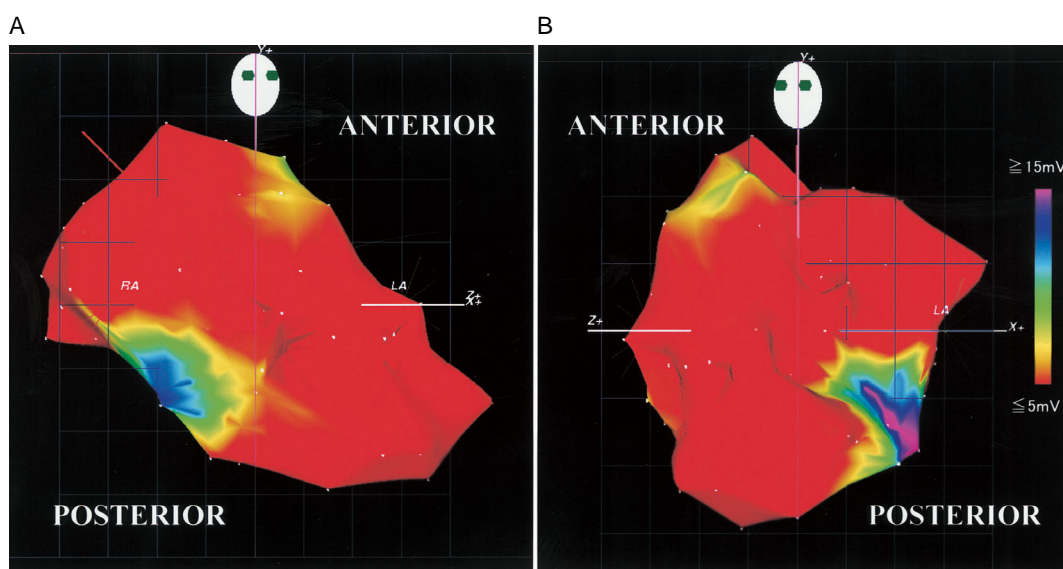 A
Y+
ANTERIOR
RA
LA
Z+
X+
POSTERIOR
B
Y+
ANTERIOR
Z+
LA
X+
POSTERIOR
≧15mV
≦5mV